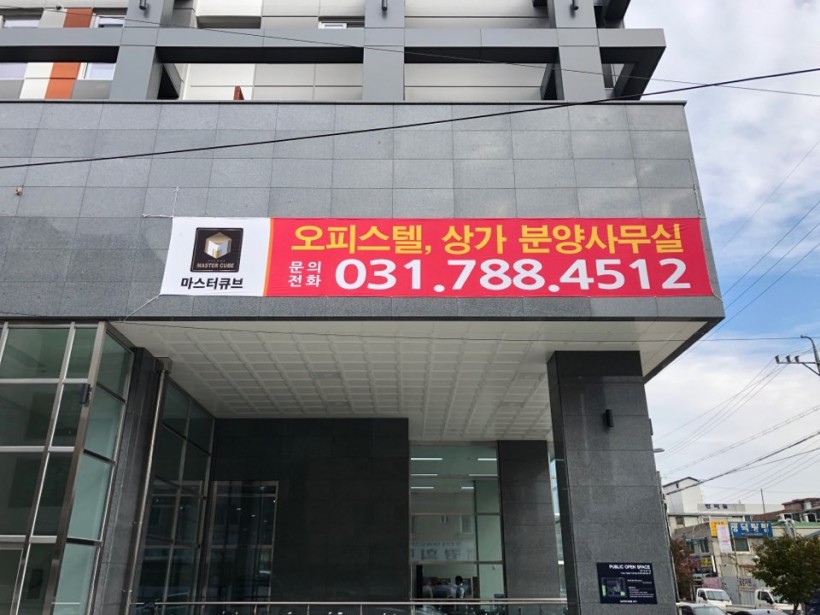 MASTER CUBE
마스터큐브
오피스텔, 상가 분양사무실
문의
전화
031.788.4512
PUBLIC OPEN SPACE